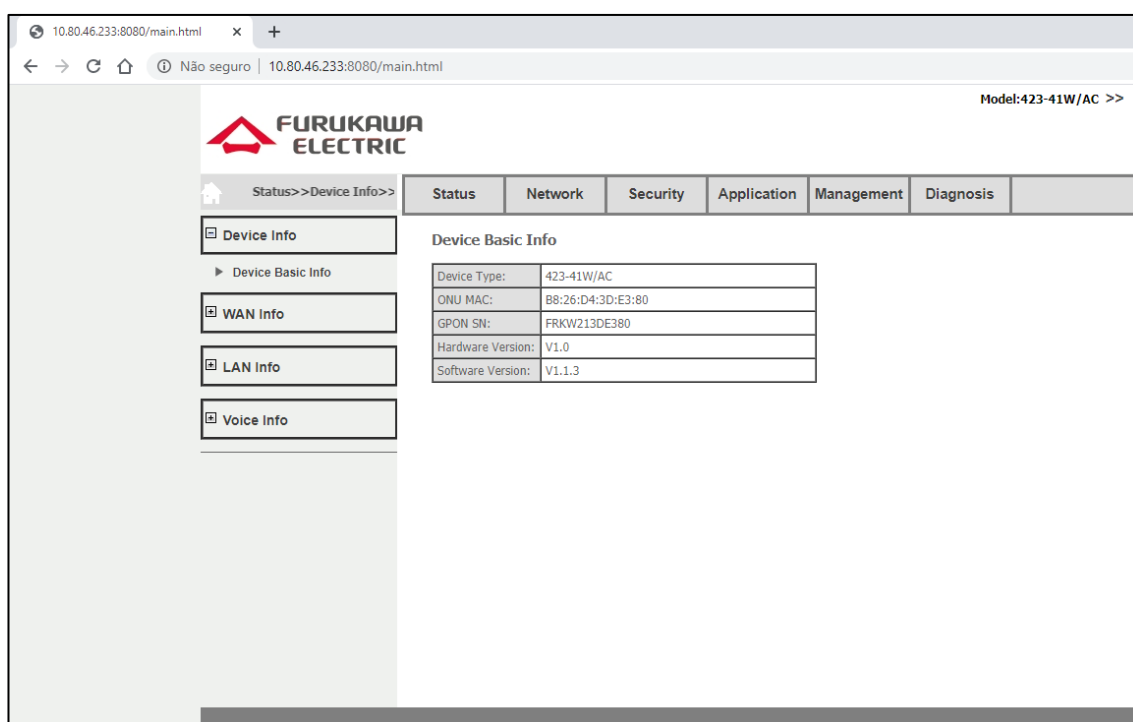 10.80.46.233:8080/main.html
Não seguro | 10.80.46.233:8080/main.html
Model:423-41W/AC >>
FURUKAWA
ELECTRIC
Status>>Device Info>>
Status Network Security Application Management Diagnosis
Device Info
Device Basic Info
WAN Info
LAN Info
Voice Info
Device Basic Info
Device Type: 423-41W/AC
ONU MAC: B8:26:D4:3D:E3:80
GPON SN: FRKW213DE380
Hardware Version: V1.0
Software Version: V1.1.3